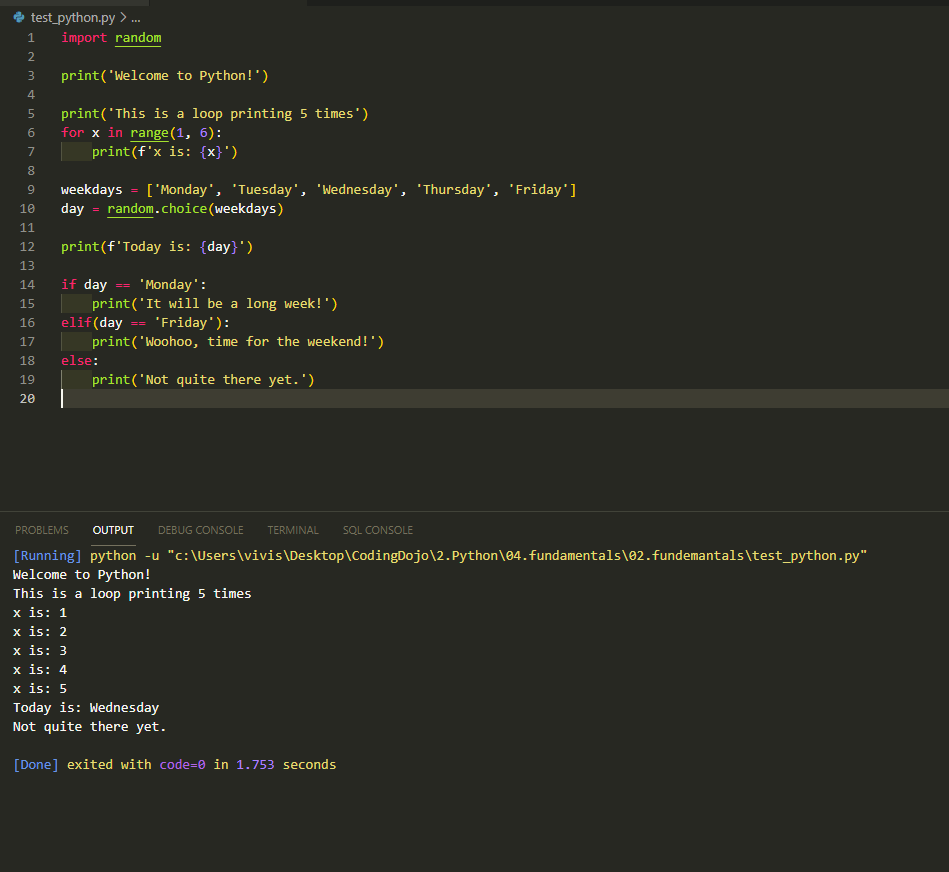 test_python.py > ...
1 import random
2
3 print('Welcome to Python!')
4
5 print('This is a loop printing 5 times')
6 for x in range(1, 6):
7     print(f'x is: {x}')
8
9 weekdays = ['Monday', 'Tuesday', 'Wednesday', 'Thursday', 'Friday']
10 day = random.choice(weekdays)
11
12 print(f'Today is: {day}')
13
14 if day == 'Monday':
15     print('It will be a long week!')
16 elif(day == 'Friday'):
17     print('Woohoo, time for the weekend!')
18 else:
19     print('Not quite there yet.')
20
PROBLEMS OUTPUT DEBUG CONSOLE TERMINAL SQL CONSOLE
[Running] python -u "c:\Users\vivis\Desktop\CodingDojo\2.Python\04.fundamentals\02.fundemantals\test_python.py"
Welcome to Python!
This is a loop printing 5 times
x is: 1
x is: 2
x is: 3
x is: 4
x is: 5
Today is: Wednesday
Not quite there yet.
[Done] exited with code=0 in 1.753 seconds